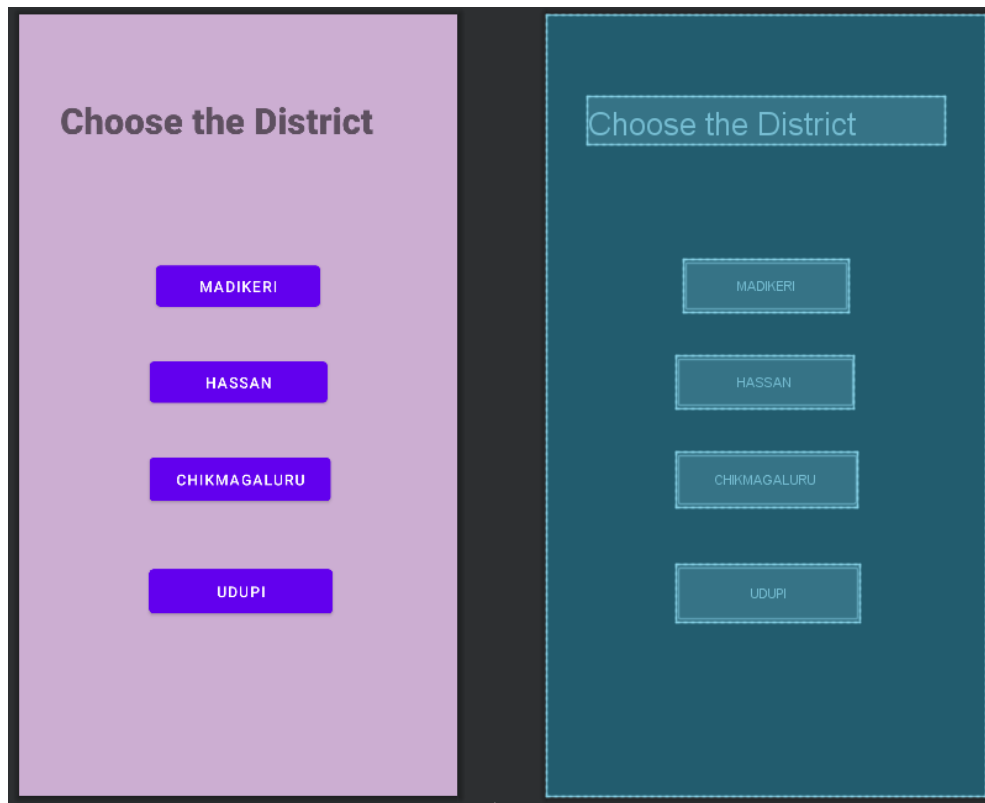 Choose the District
MADIKERI
HASSAN
CHIKMAGALURU
UDUPI
Choose the District
MADIKERI
HASSAN
CHIKMAGALURU
UDUPI